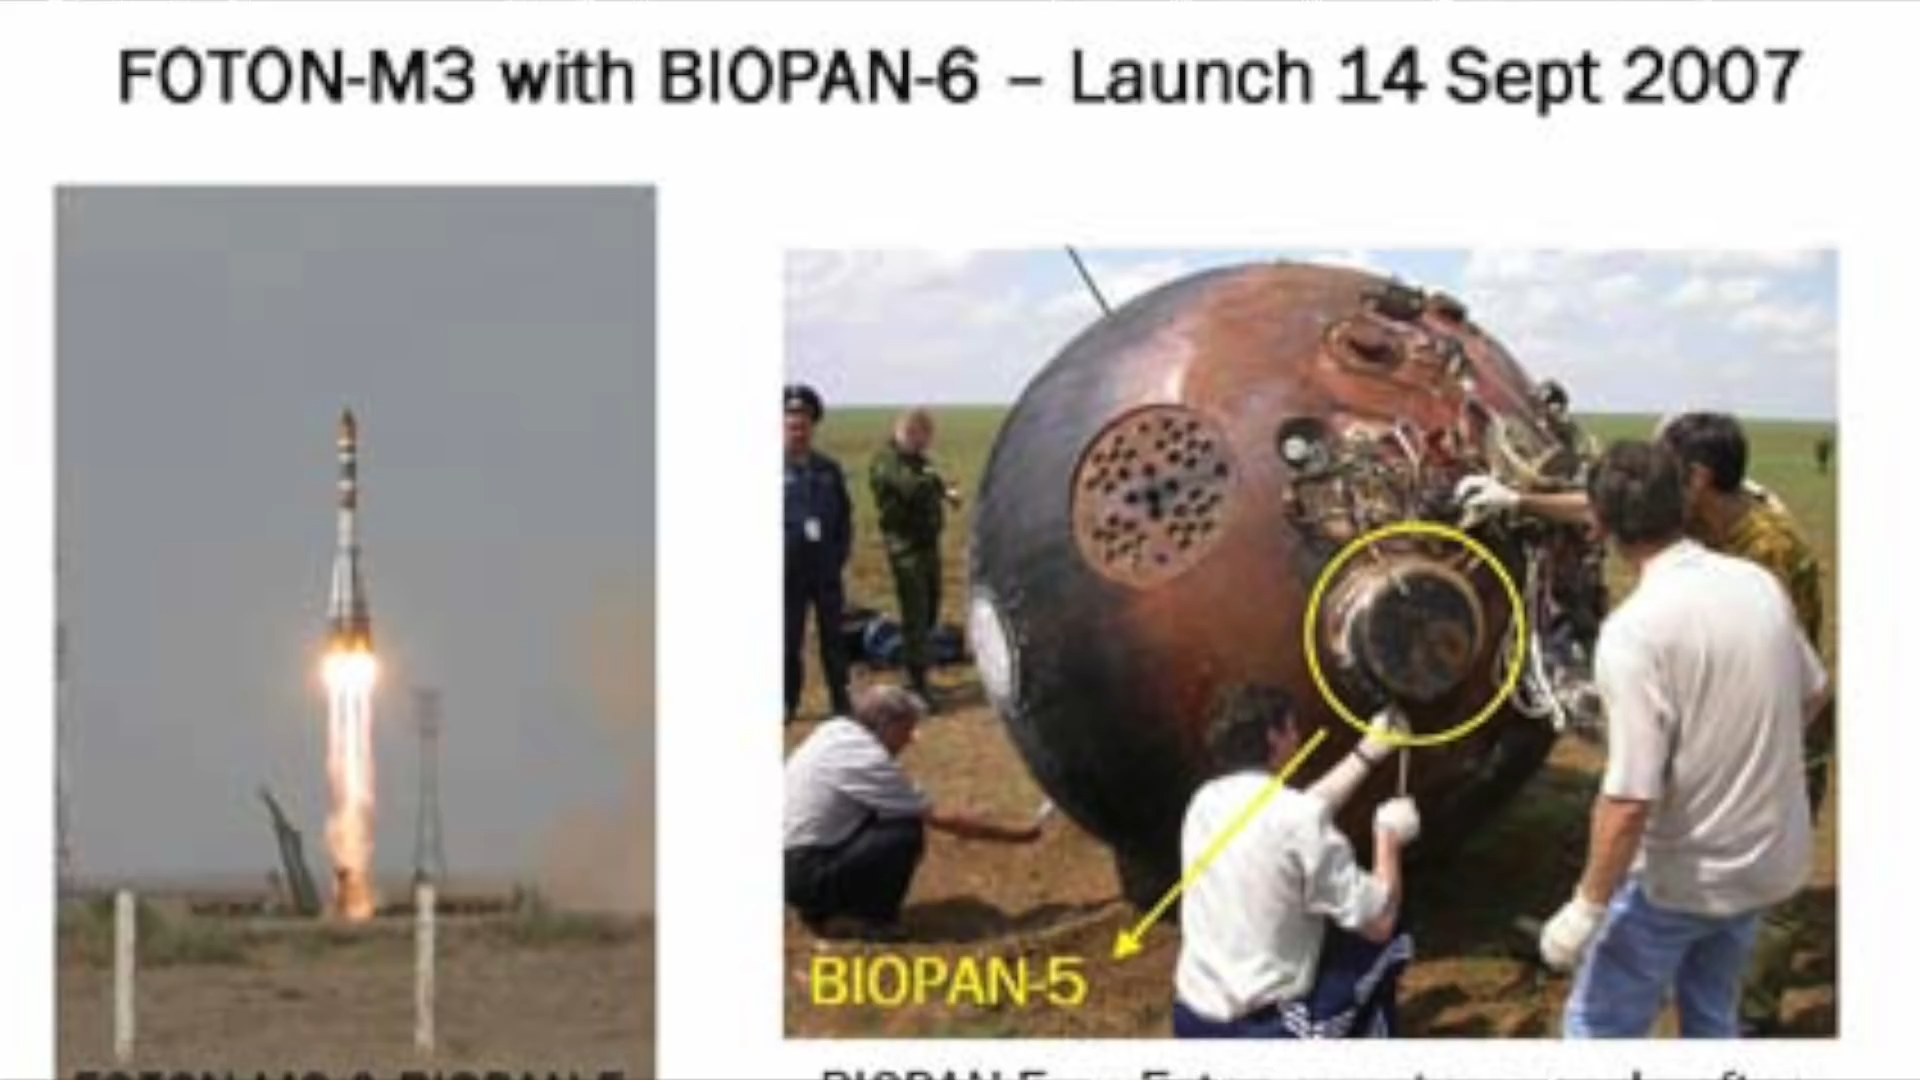 FOTON-M3 with BIOPAN-6 – Launch 14 Sept 2007
BIOPAN-5